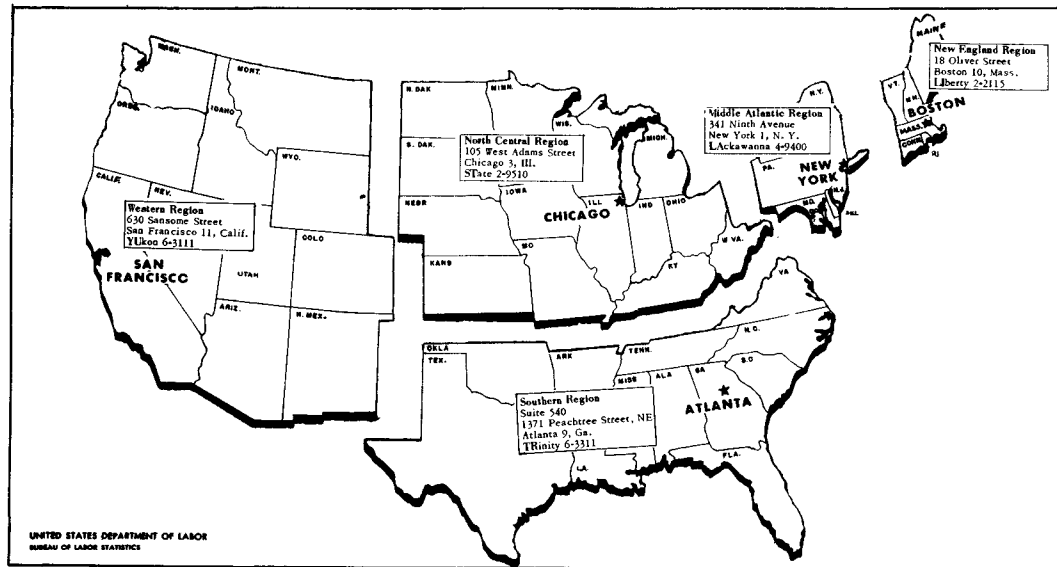 WASH.
MONT.
OREG.
IDAHO
WYO.
CALIF.
NEV.
Western Region
630 Sansome Street
San Francisco 11, Calif.
YUkon 6-3111
SAN
FRANCISCO
UTAH
COLO
ARIZ.
N. MEX.
N. DAK
MINN.
S. DAK.
WIS.
MICH.
North Central Region
105 West Adams Street
Chicago 3, Ill.
STate 2-9510
NEBR
IOWA
ILL
IND
OHIO
CHICAGO
KANS
MO
KY
W VA.
MAINE
New England Region
18 Oliver Street
Boston 10, Mass.
LIberty 2-2115
VT.
N.H.
BOSTON
MASS.
CONN.
RI
N.Y.
Middle Atlantic Region
341 Ninth Avenue
New York 1, N. Y.
LAckawanna 4-9400
PA.
NEW
YORK
N.J.
MD.
DEL
VA
OKLA
TEX.
ARK
TENN.
N.C.
S.C
MISS
ALA
GA
Southern Region
Suite 540
1371 Peachtree Street, NE
Atlanta 9, Ga.
TRinity 6-3311
ATLANTA
LA.
FLA.
UNITED STATES DEPARTMENT OF LABOR
BUREAU OF LABOR STATISTICS